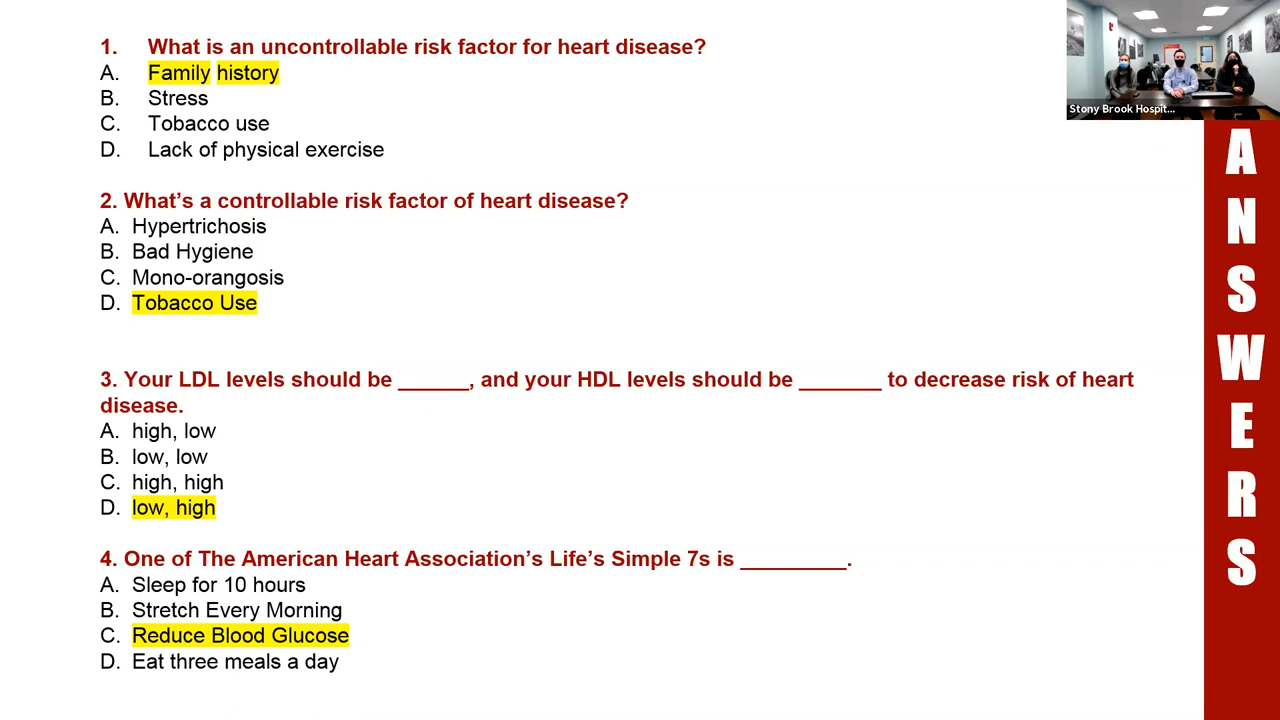 1. What is an uncontrollable risk factor for heart disease?
A. Family history
B. Stress
C. Tobacco use
D. Lack of physical exercise
2. What’s a controllable risk factor of heart disease?
A. Hypertrichosis
B. Bad Hygiene
C. Mono-orangosis
D. Tobacco Use
3. Your LDL levels should be ______, and your HDL levels should be _______ to decrease risk of heart
disease.
A. high, low
B. low, low
C. high, high
D. low, high
4. One of The American Heart Association’s Life’s Simple 7s is _________.
A. Sleep for 10 hours
B. Stretch Every Morning
C. Reduce Blood Glucose
D. Eat three meals a day
Stony Brook Hospit...
ANSWERS